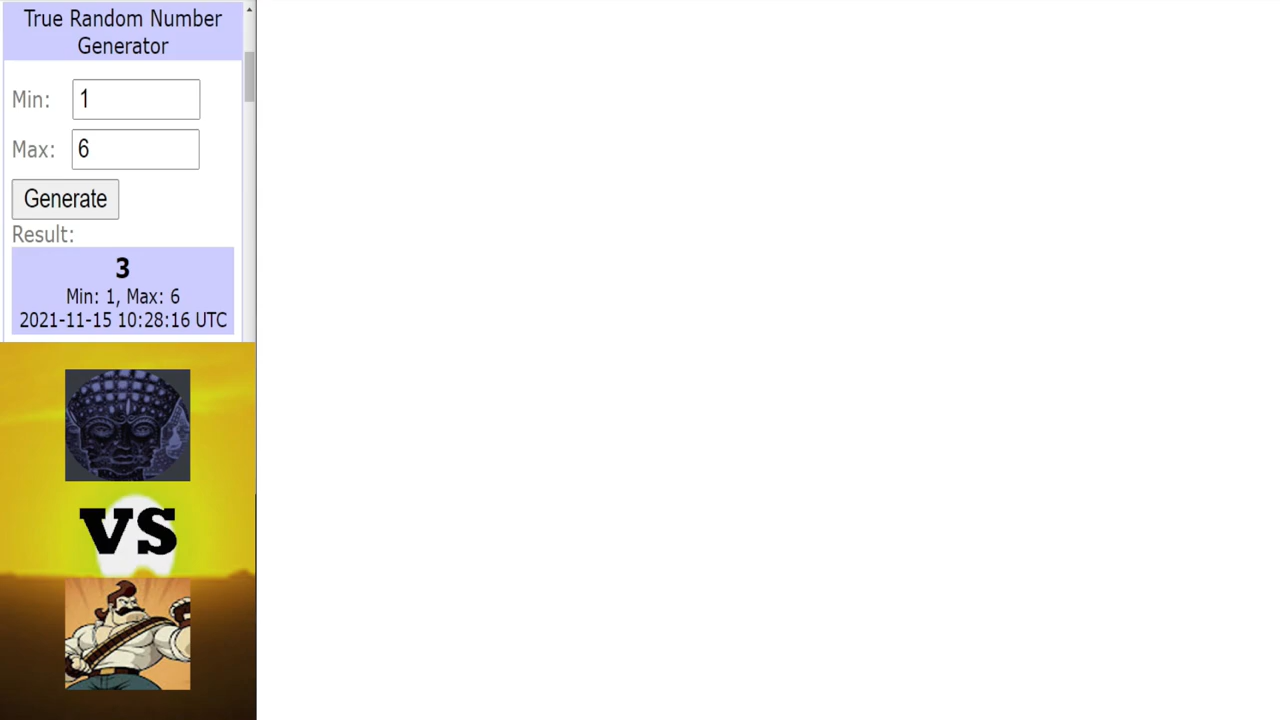 True Random Number
Generator
Min: 1
Max: 6
Generate
Result:
3
Min: 1, Max: 6
2021-11-15 10:28:16 UTC
VS